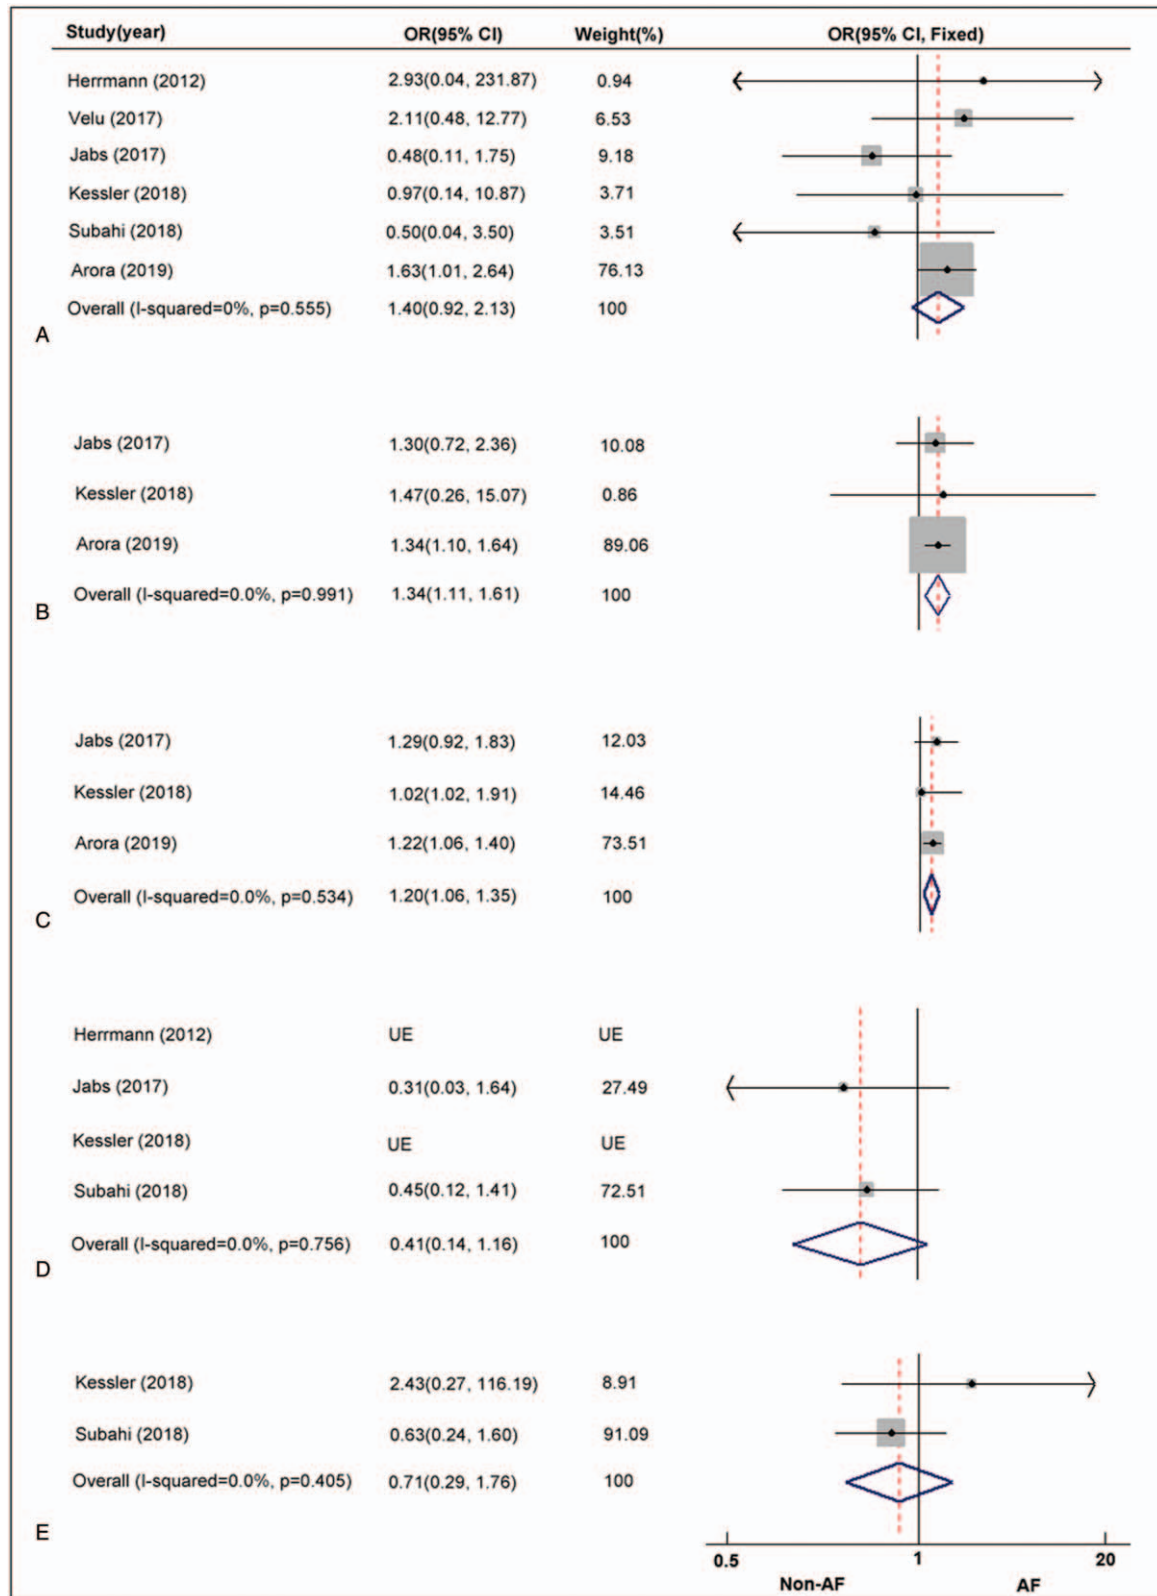 Study(year) OR(95% CI) Weight(%) OR(95% CI, Fixed)
Herrmann (2012) 2.93(0.04, 231.87) 0.94
Velu (2017) 2.11(0.48, 12.77) 6.53
Jabs (2017) 0.48(0.11, 1.75) 9.18
Kessler (2018) 0.97(0.14, 10.87) 3.71
Subahi (2018) 0.50(0.04, 3.50) 3.51
Arora (2019) 1.63(1.01, 2.64) 76.13
Overall (I-squared=0%, p=0.555) 1.40(0.92, 2.13) 100
A
Jabs (2017) 1.30(0.72, 2.36) 10.08
Kessler (2018) 1.47(0.26, 15.07) 0.86
Arora (2019) 1.34(1.10, 1.64) 89.06
Overall (I-squared=0.0%, p=0.991) 1.34(1.11, 1.61) 100
B
Jabs (2017) 1.29(0.92, 1.83) 12.03
Kessler (2018) 1.02(1.02, 1.91) 14.46
Arora (2019) 1.22(1.06, 1.40) 73.51
Overall (I-squared=0.0%, p=0.534) 1.20(1.06, 1.35) 100
C
Herrmann (2012) UE UE
Jabs (2017) 0.31(0.03, 1.64) 27.49
Kessler (2018) UE UE
Subahi (2018) 0.45(0.12, 1.41) 72.51
Overall (I-squared=0.0%, p=0.756) 0.41(0.14, 1.16) 100
D
Kessler (2018) 2.43(0.27, 116.19) 8.91
Subahi (2018) 0.63(0.24, 1.60) 91.09
Overall (I-squared=0.0%, p=0.405) 0.71(0.29, 1.76) 100
E
0.5 1 20
Non-AF AF